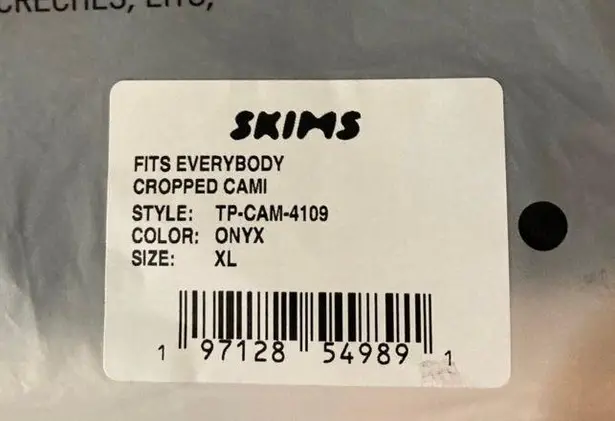 CRECHES, LITS,
SKIMS
FITS EVERYBODY
CROPPED CAMI
STYLE: TP-CAM-4109
COLOR: ONYX
SIZE: XL
1 97128 54989 1